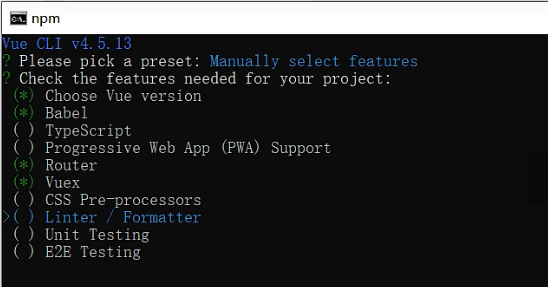 npm
Vue CLI v4.5.13
? Please pick a preset: Manually select features
? Check the features needed for your project:
(*) Choose Vue version
(*) Babel
( ) TypeScript
( ) Progressive Web App (PWA) Support
(*) Router
(*) Vuex
( ) CSS Pre-processors
>( ) Linter / Formatter
( ) Unit Testing
( ) E2E Testing